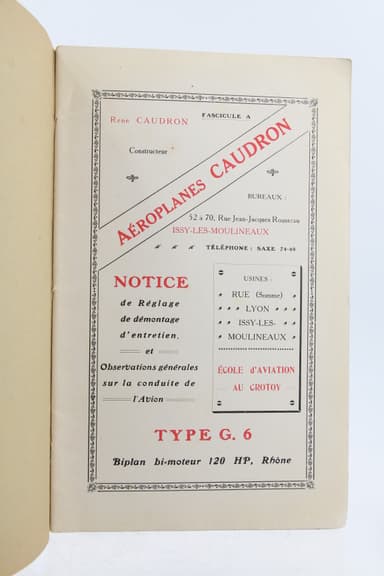 FASCICULE A
René CAUDRON
Constructeur
AÉROPLANES CAUDRON
BUREAUX :
52 à 70, Rue Jean-Jacques Rousseau
ISSY-LES-MOULINEAUX
TÉLÉPHONE : SAXE 74-68
NOTICE
de Réglage
de démontage
d'entretien,
et
Observations générales
sur la conduite de
l'Avion
USINES :
RUE (Somme)
LYON
ISSY-LES-
MOULINEAUX
ÉCOLE d'AVIATION
AU CROTOY
TYPE G. 6
Biplan bi-moteur 120 HP, Rhône